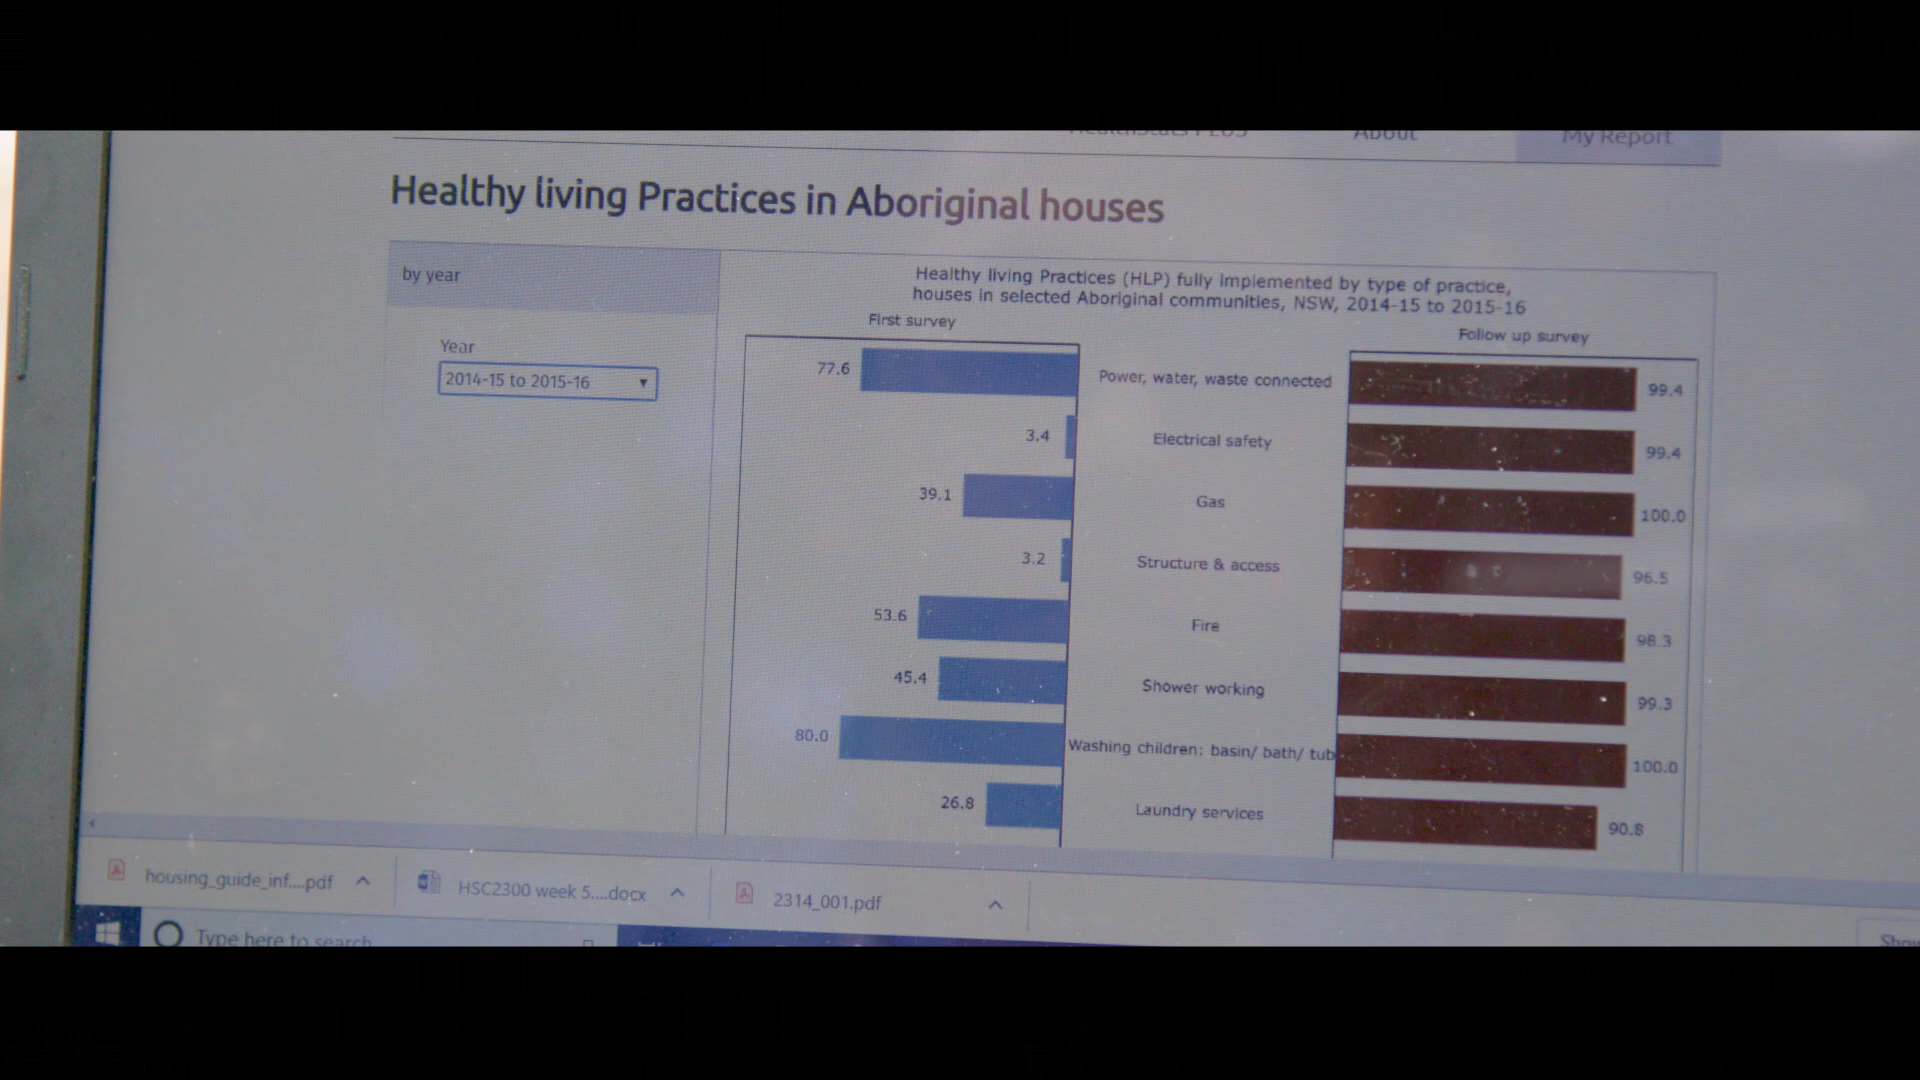 HealthStats PLUS About My Report
Healthy living Practices in Aboriginal houses
by year
Year
2014-15 to 2015-16
Healthy living Practices (HLP) fully implemented by type of practice,
houses in selected Aboriginal communities, NSW, 2014-15 to 2015-16
First survey
Follow up survey
77.6 Power, water, waste connected 99.4
3.4 Electrical safety 99.4
39.1 Gas 100.0
3.2 Structure & access 96.5
53.6 Fire 98.3
45.4 Shower working 99.3
80.0 Washing children: basin/ bath/ tub 100.0
26.8 Laundry services 90.8
housing_guide_inf....pdf
HSC2300 week 5....docx
2314_001.pdf
Type here to search